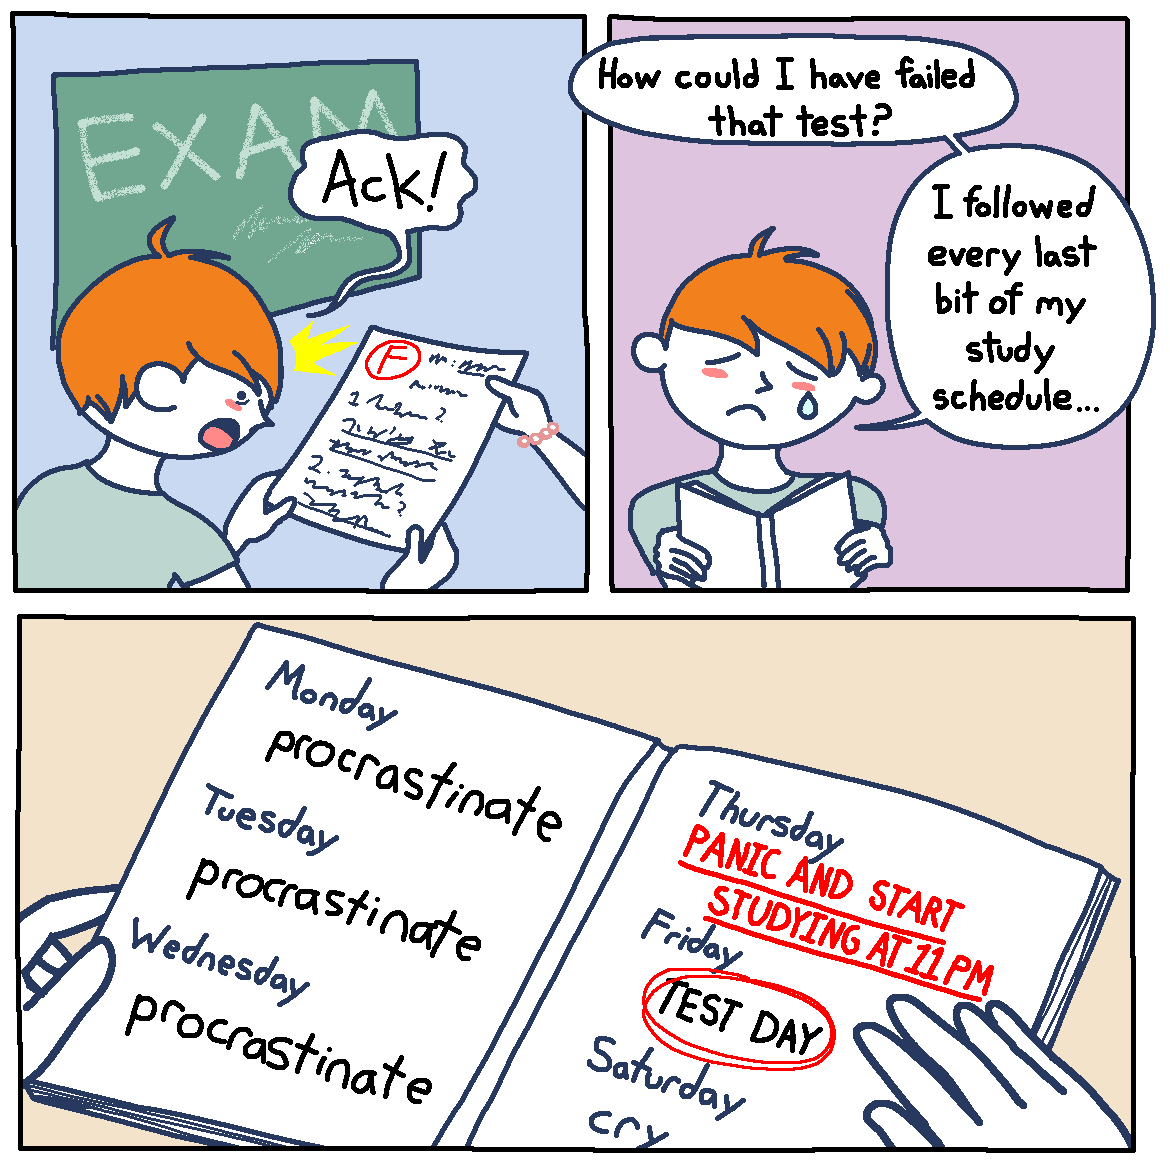 EXAM
Ack!
F
1
?
2.
?
How could I have failed
that test?
I followed
every last
bit of my
study
schedule...
Monday
procrastinate
Tuesday
procrastinate
Wednesday
procrastinate
Thursday
PANIC AND START
STUDYING AT 11 PM
Friday
TEST DAY
Saturday
cry